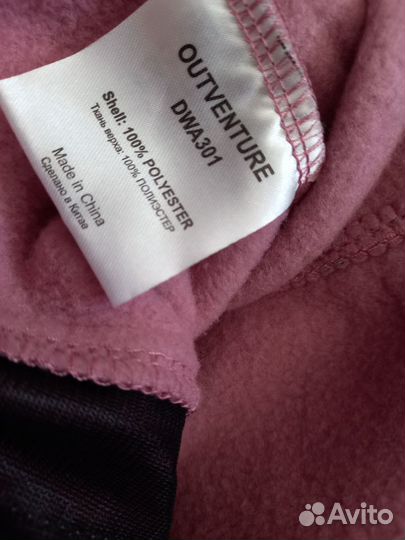 OUTVENTURE
DWA301
Shell: 100% POLYESTER
Ткань верха: 100% ПОЛИЭСТЕР
Made in China
Сделано в Китае
Avito